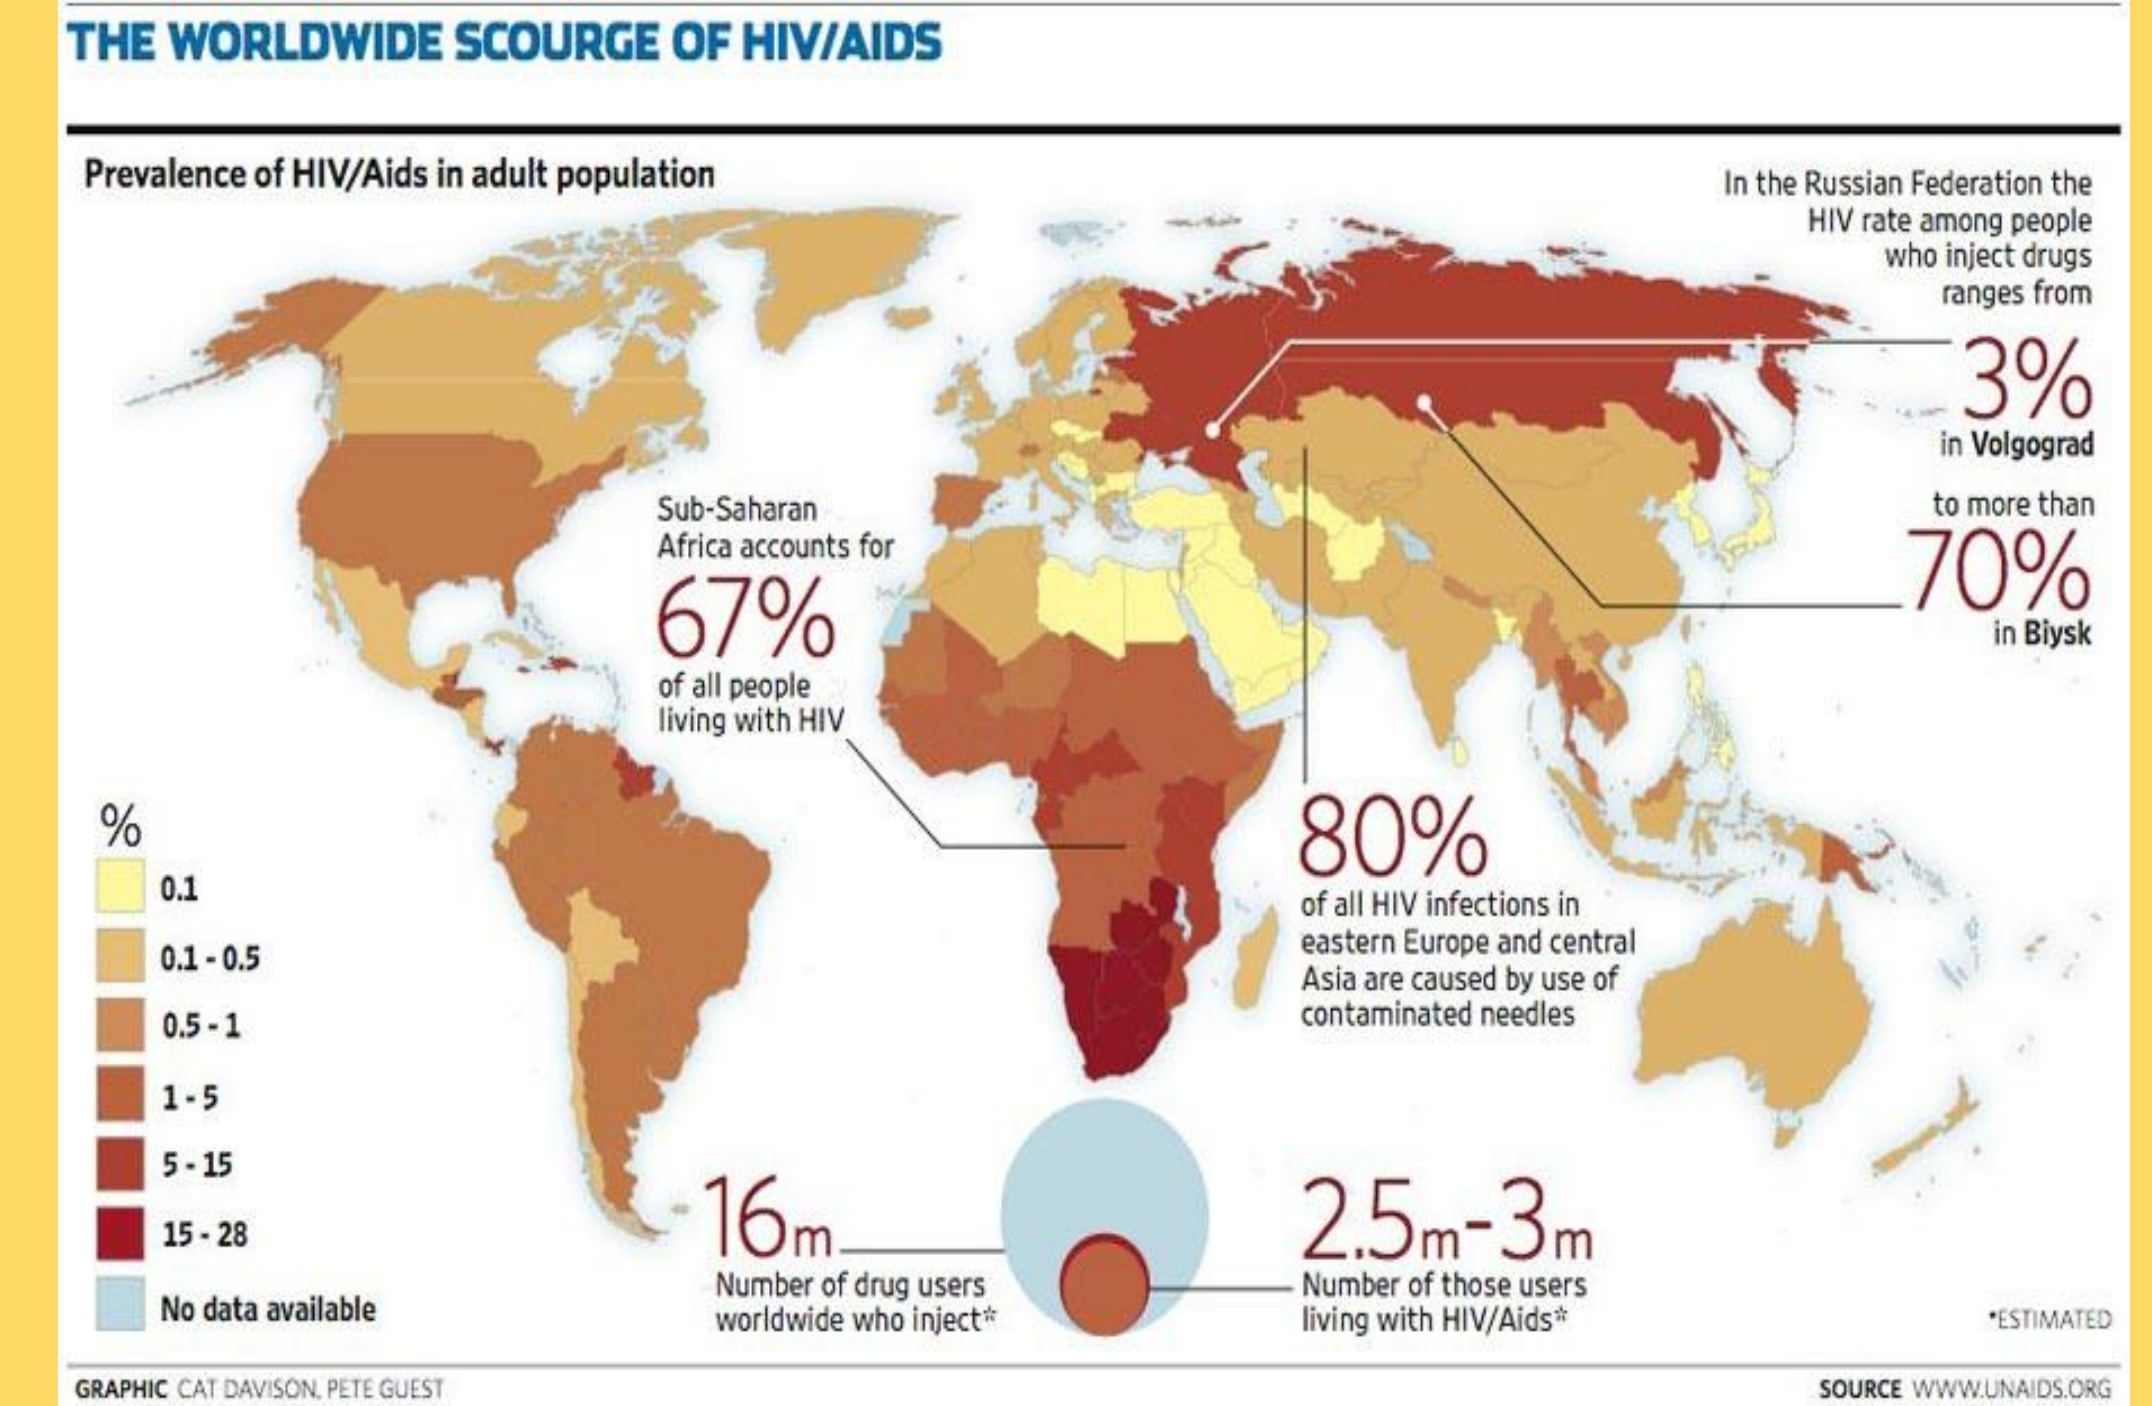 THE WORLDWIDE SCOURGE OF HIV/AIDS
Prevalence of HIV/Aids in adult population
In the Russian Federation the
HIV rate among people
who inject drugs
ranges from
3%
in Volgograd
to more than
70%
in Biysk
Sub-Saharan
Africa accounts for
67%
of all people
living with HIV
80%
of all HIV infections in
eastern Europe and central
Asia are caused by use of
contaminated needles
%
0.1
0.1 - 0.5
0.5 - 1
1 - 5
5 - 15
15 - 28
No data available
16m
Number of drug users
worldwide who inject*
2.5m-3m
Number of those users
living with HIV/Aids*
*ESTIMATED
GRAPHIC CAT DAVISON, PETE GUEST
SOURCE WWW.UNAIDS.ORG